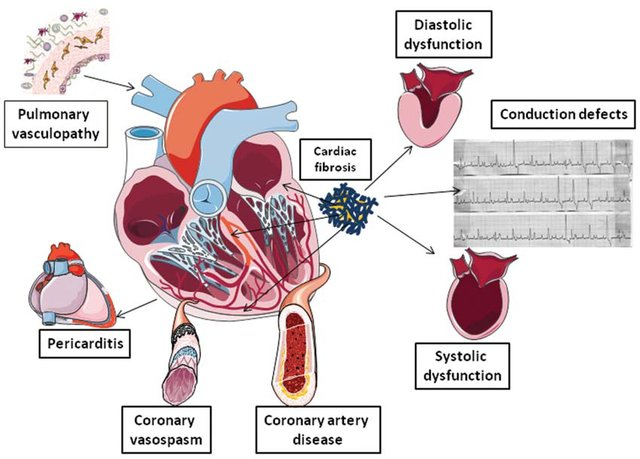 Diastolic
dysfunction
Pulmonary
vasculopathy
Conduction defects
Cardiac
fibrosis
Pericarditis
Systolic
dysfunction
Coronary
vasospasm
Coronary artery
disease